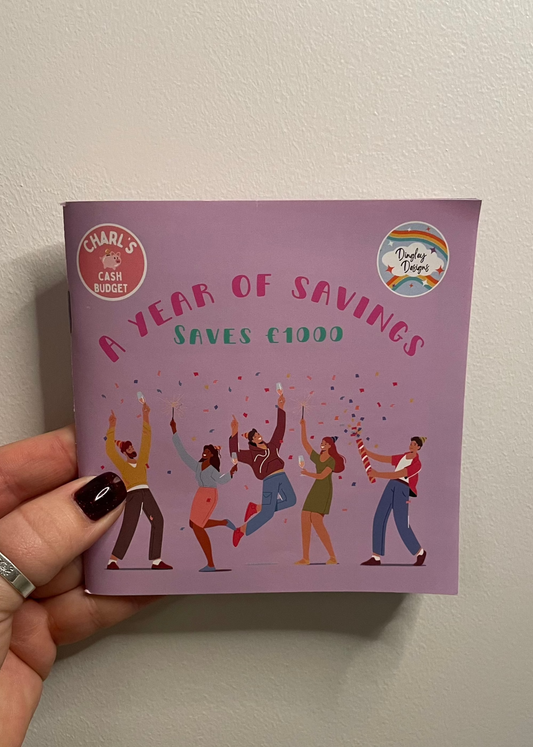 CHARL'S
CASH
BUDGET
Dingley
Designs
A YEAR OF SAVINGS
SAVES £1000